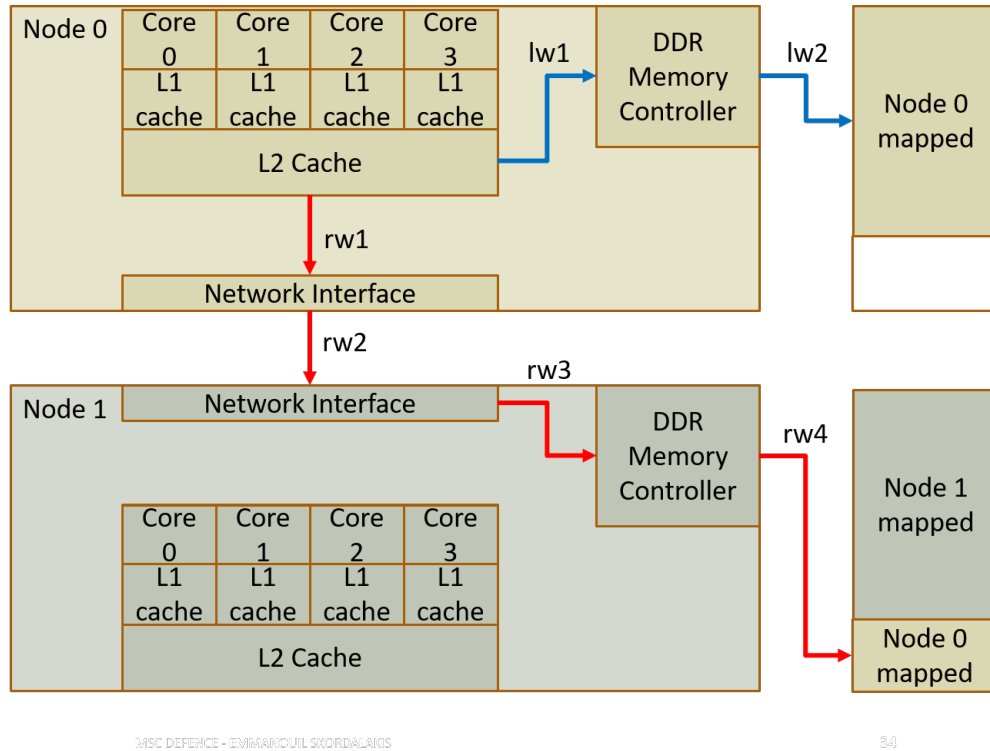 Node 0
Core Core Core Core
0 1 2 3
L1 L1 L1 L1
cache cache cache cache
L2 Cache
lw1
DDR
Memory
Controller
lw2
Node 0
mapped
rw1
Network Interface
rw2
rw3
Node 1
Network Interface
DDR
Memory
Controller
rw4
Node 1
mapped
Core Core Core Core
0 1 2 3
L1 L1 L1 L1
cache cache cache cache
L2 Cache
Node 0
mapped
MSC DEFENCE - EMMANOUIL SKORDALAKIS
34